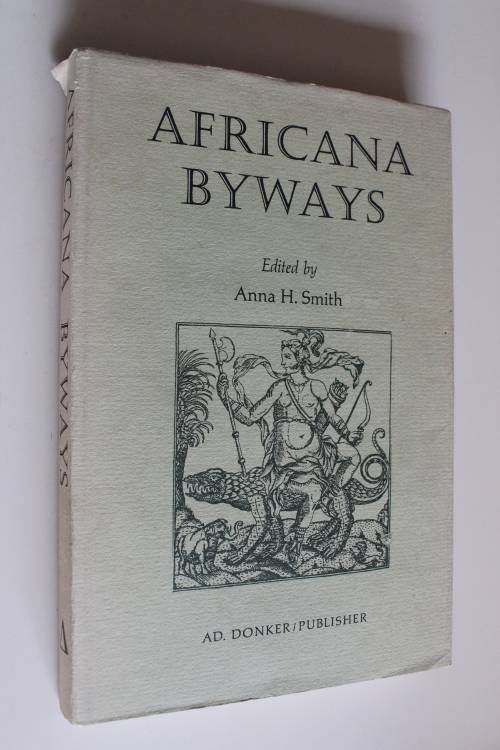 AFRICANA
BYWAYS
Edited by
Anna H. Smith
AD. DONKER/PUBLISHER
AFRICANA BYWAYS